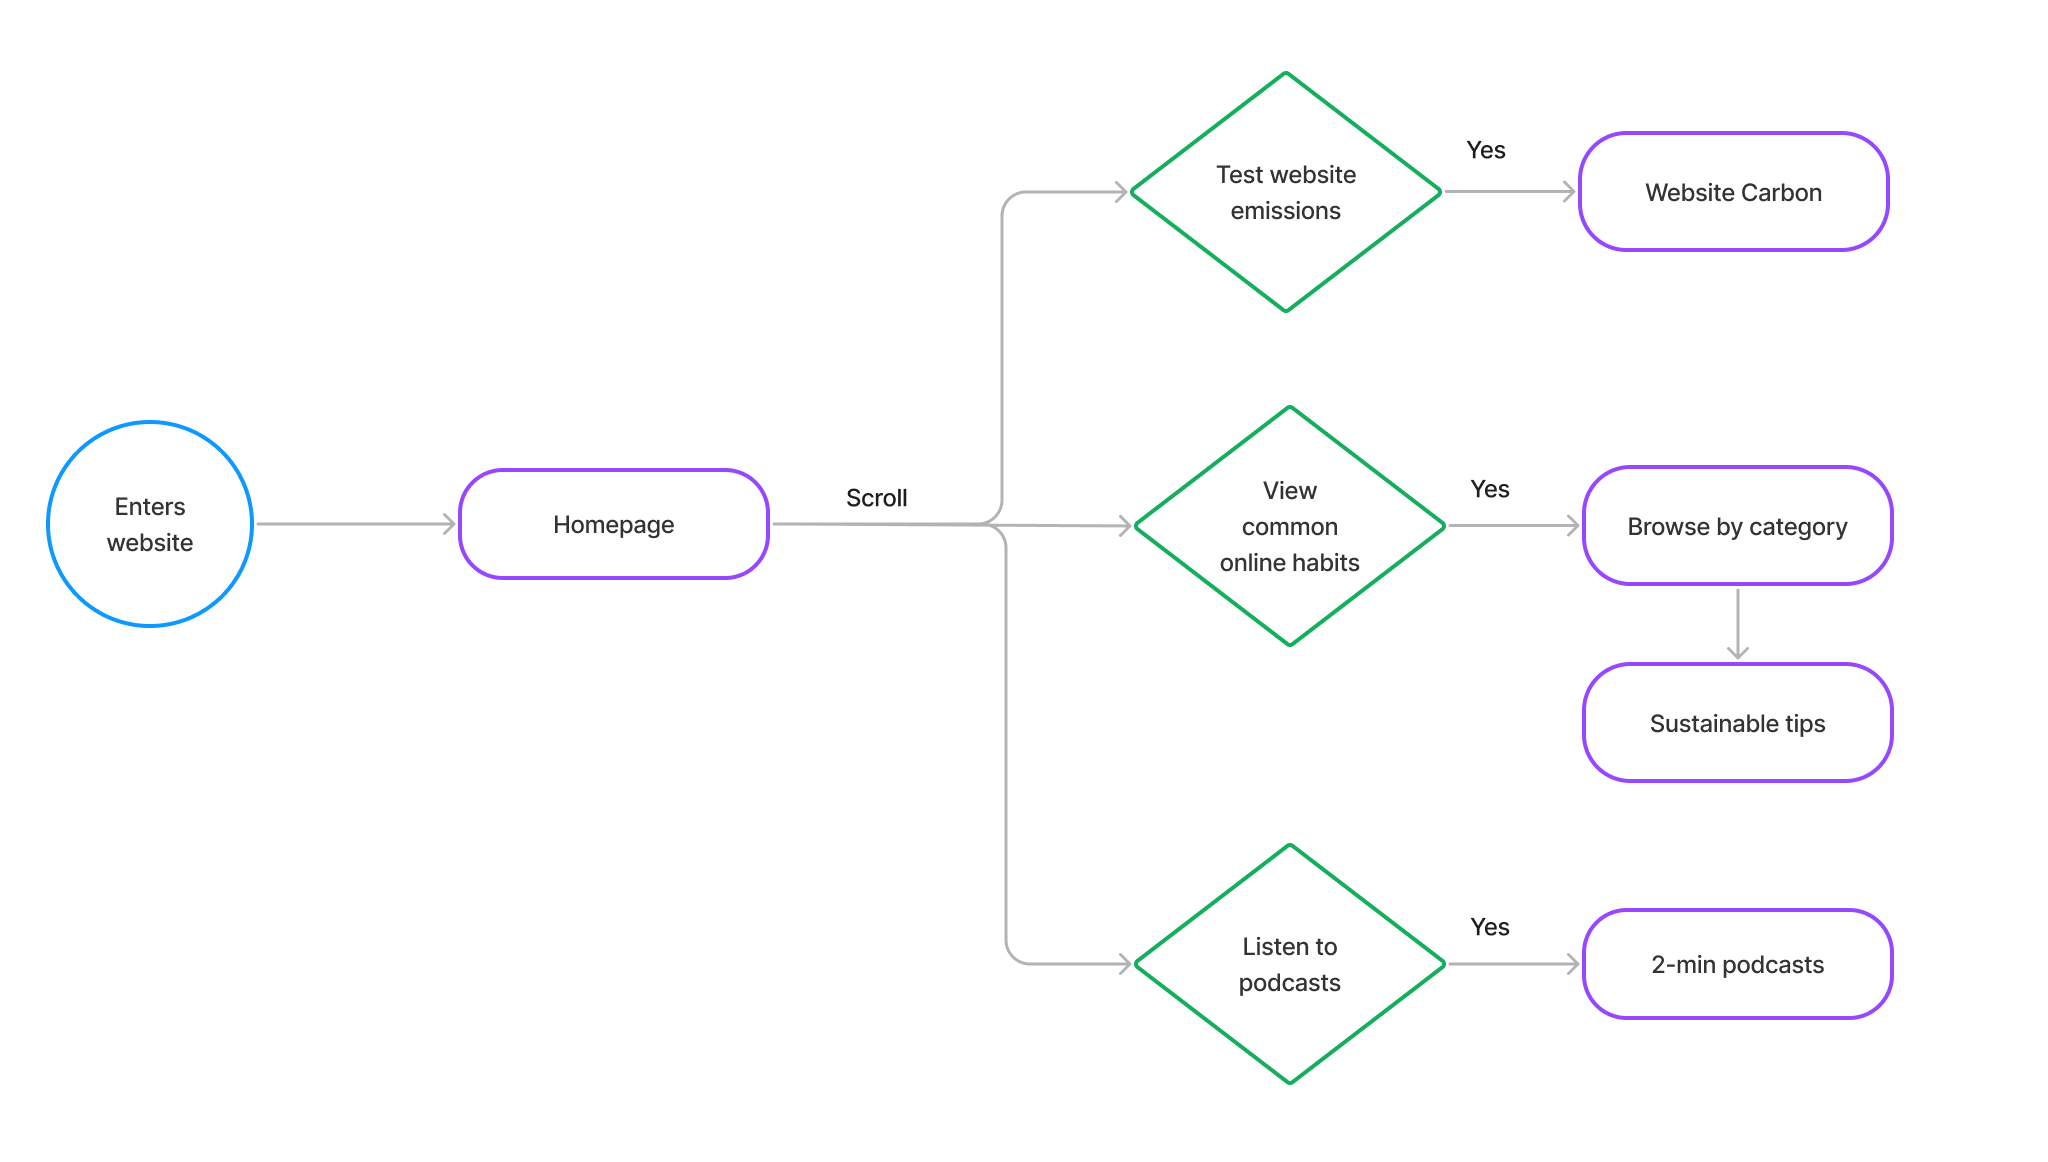 Enters
website
Homepage
Scroll
Test website
emissions
Yes
Website Carbon
View
common
online habits
Yes
Browse by category
Sustainable tips
Listen to
podcasts
Yes
2-min podcasts